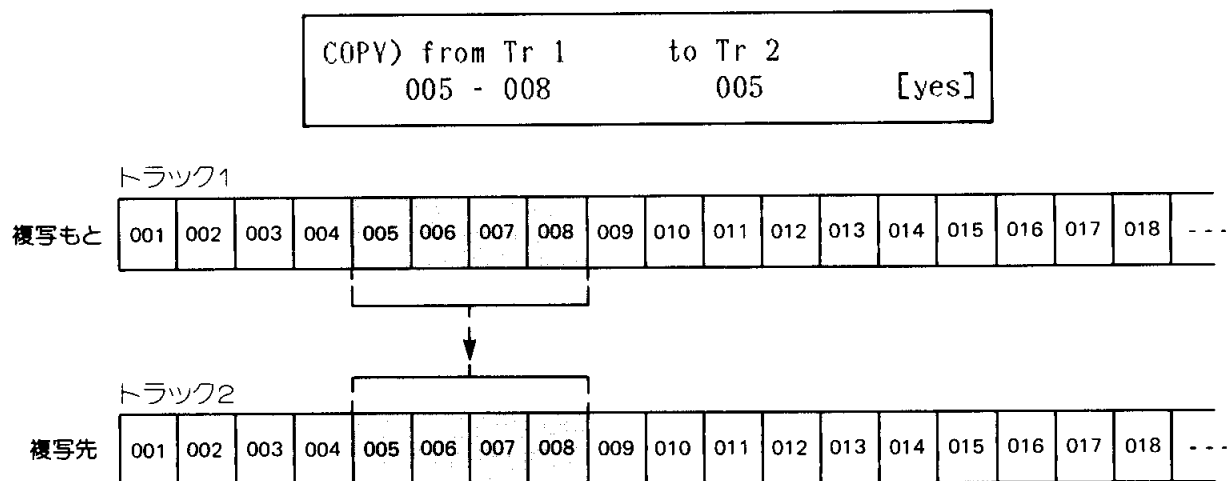 COPY) from Tr 1 to Tr 2
005 - 008 005 [yes]
トラック1
複写もと 001 002 003 004 005 006 007 008 009 010 011 012 013 014 015 016 017 018 ---
トラック2
複写先 001 002 003 004 005 006 007 008 009 010 011 012 013 014 015 016 017 018 ---